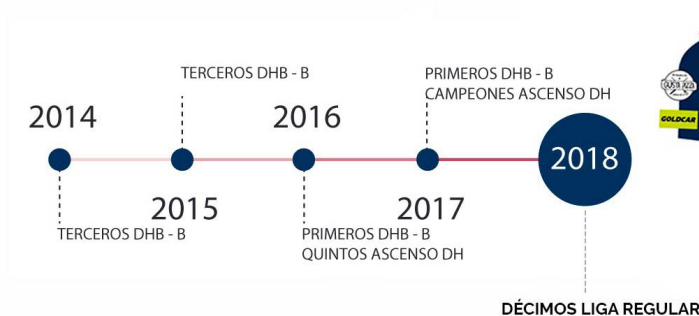 TERCEROS DHB - B
PRIMEROS DHB - B
CAMPEONES ASCENSO DH
2014
2016
2018
2015
2017
TERCEROS DHB - B
PRIMEROS DHB - B
QUINTOS ASCENSO DH
DÉCIMOS LIGA REGULAR
GOLDCAR